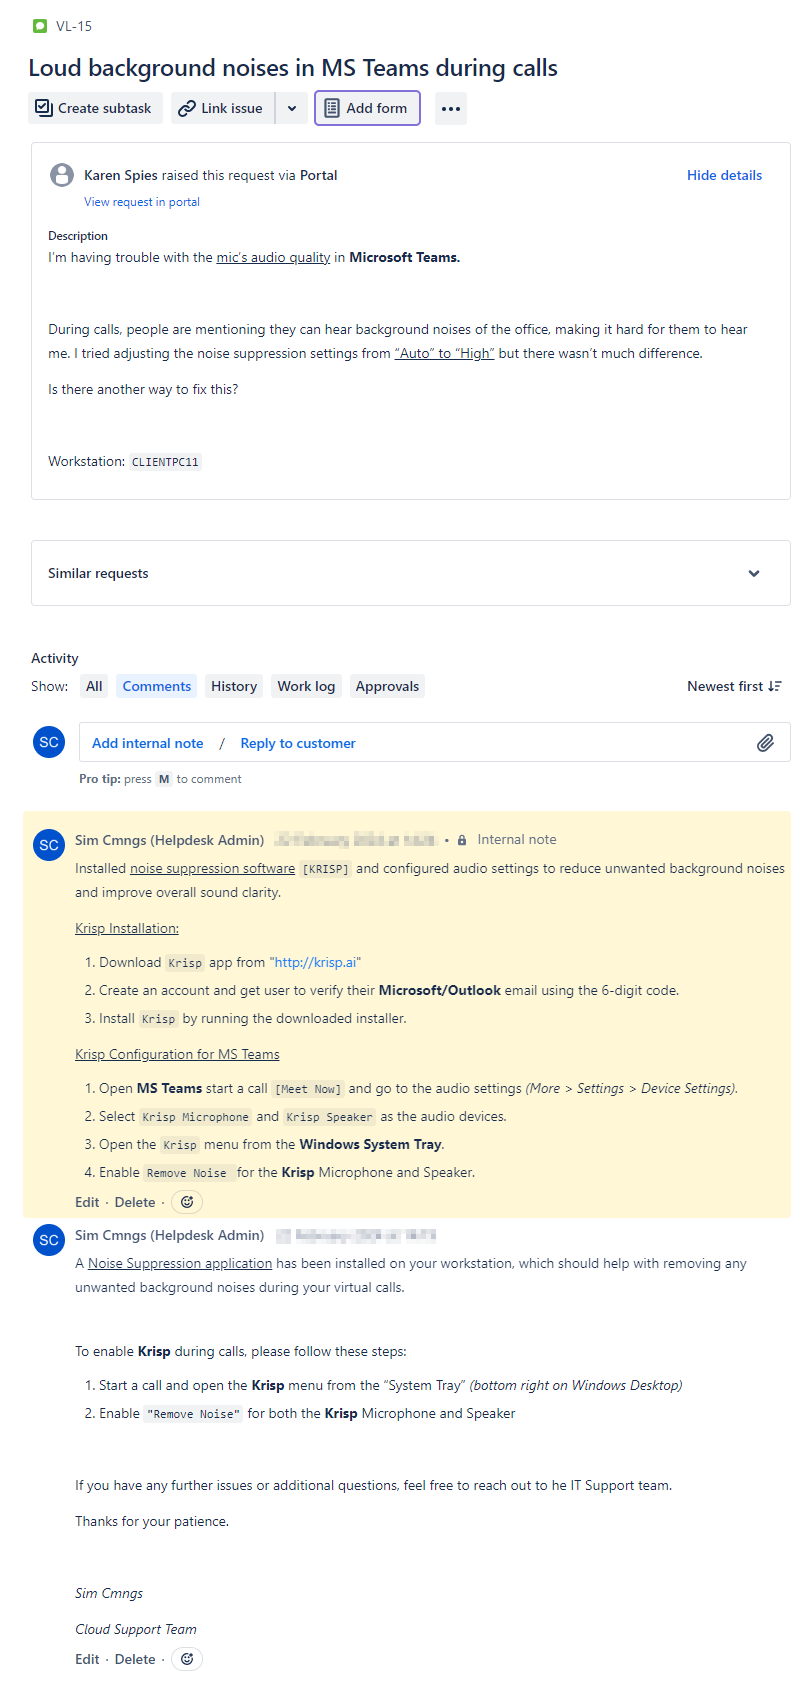 VL-15
Loud background noises in MS Teams during calls
Create subtask
Link issue
Add form
Karen Spies raised this request via Portal
Hide details
View request in portal
Description
I'm having trouble with the mic's audio quality in Microsoft Teams.
During calls, people are mentioning they can hear background noises of the office, making it hard for them to hear
me. I tried adjusting the noise suppression settings from “Auto” to “High” but there wasn't much difference.
Is there another way to fix this?
Workstation: CLIENTPC11
Similar requests
Activity
Show: All Comments History Work log Approvals
Newest first
SC
Add internal note / Reply to customer
Pro tip: press M to comment
SC
Sim Cmngs (Helpdesk Admin) • Internal note
Installed noise suppression software [KRISP] and configured audio settings to reduce unwanted background noises
and improve overall sound clarity.
Krisp Installation:
1. Download Krisp app from "http://krisp.ai"
2. Create an account and get user to verify their Microsoft/Outlook email using the 6-digit code.
3. Install Krisp by running the downloaded installer.
Krisp Configuration for MS Teams
1. Open MS Teams start a call [Meet Now] and go to the audio settings (More > Settings > Device Settings).
2. Select Krisp Microphone and Krisp Speaker as the audio devices.
3. Open the Krisp menu from the Windows System Tray.
4. Enable Remove Noise for the Krisp Microphone and Speaker.
Edit · Delete ·
SC
Sim Cmngs (Helpdesk Admin)
A Noise Suppression application has been installed on your workstation, which should help with removing any
unwanted background noises during your virtual calls.
To enable Krisp during calls, please follow these steps:
1. Start a call and open the Krisp menu from the “System Tray” (bottom right on Windows Desktop)
2. Enable "Remove Noise" for both the Krisp Microphone and Speaker
If you have any further issues or additional questions, feel free to reach out to he IT Support team.
Thanks for your patience.
Sim Cmngs
Cloud Support Team
Edit · Delete ·